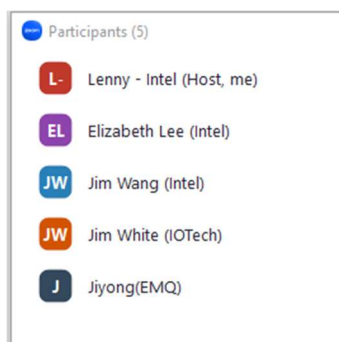 zoom Participants (5)
L- Lenny - Intel (Host, me)
EL Elizabeth Lee (Intel)
JW Jim Wang (Intel)
JW Jim White (IOTech)
J Jiyong(EMQ)